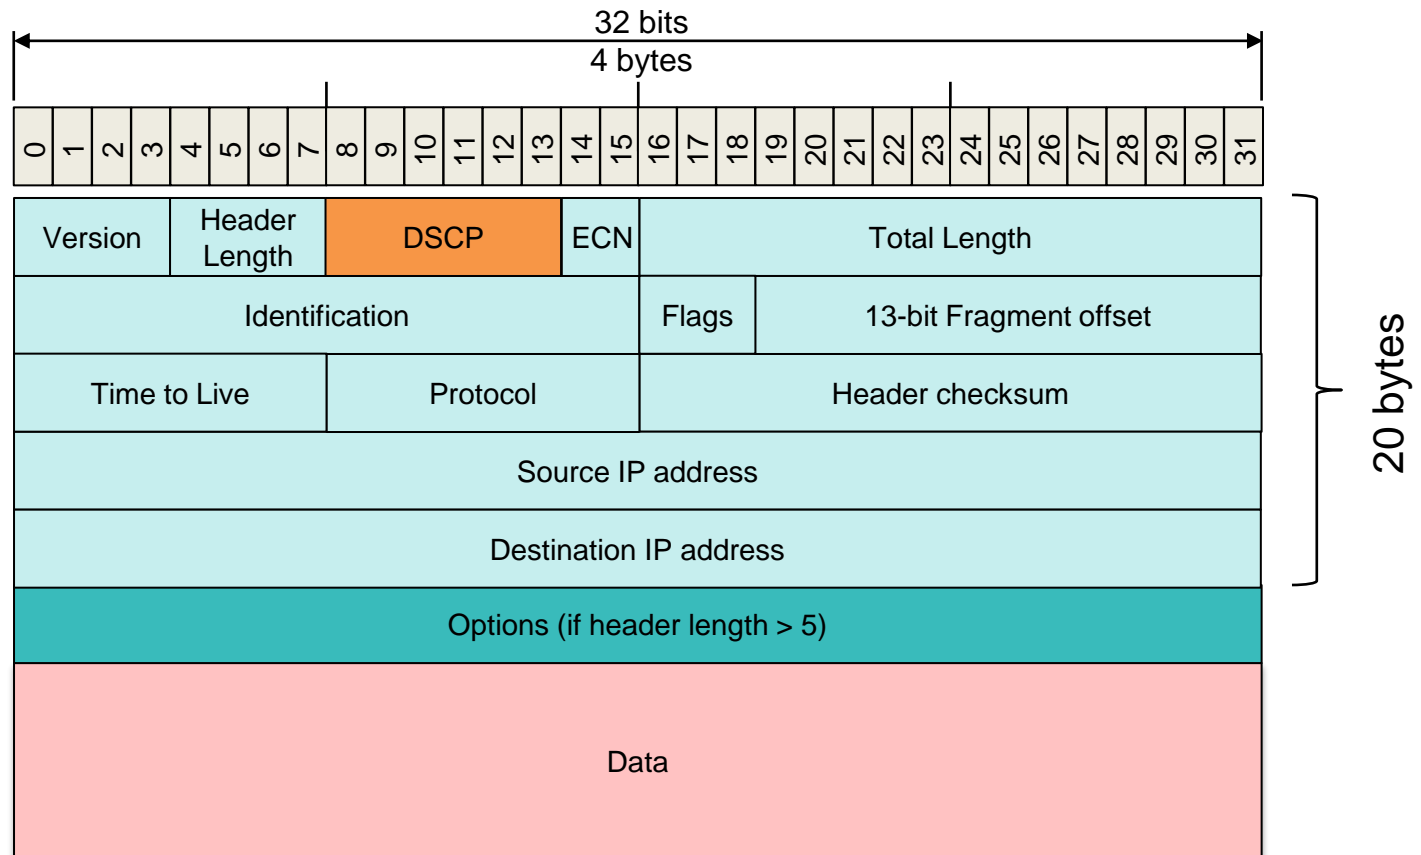 32 bits
4 bytes
0 1 2 3 4 5 6 7 8 9 10 11 12 13 14 15 16 17 18 19 20 21 22 23 24 25 26 27 28 29 30 31
Version
Header
Length
DSCP
ECN
Total Length
Identification
Flags
13-bit Fragment offset
Time to Live
Protocol
Header checksum
Source IP address
Destination IP address
20 bytes
Options (if header length > 5)
Data